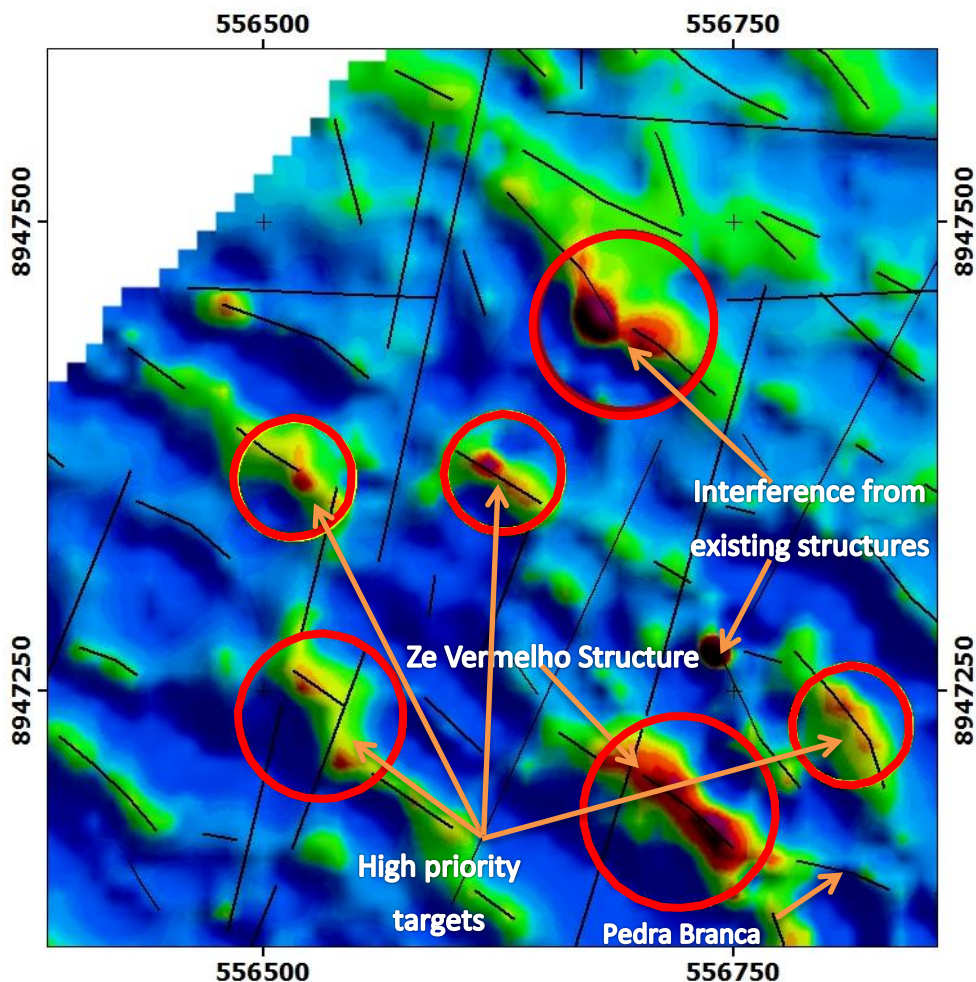 556500
556750
8947500
8947500
Interference from
existing structures
Ze Vermelho Structure
8947250
8947250
High priority
targets
Pedra Branca
556500
556750